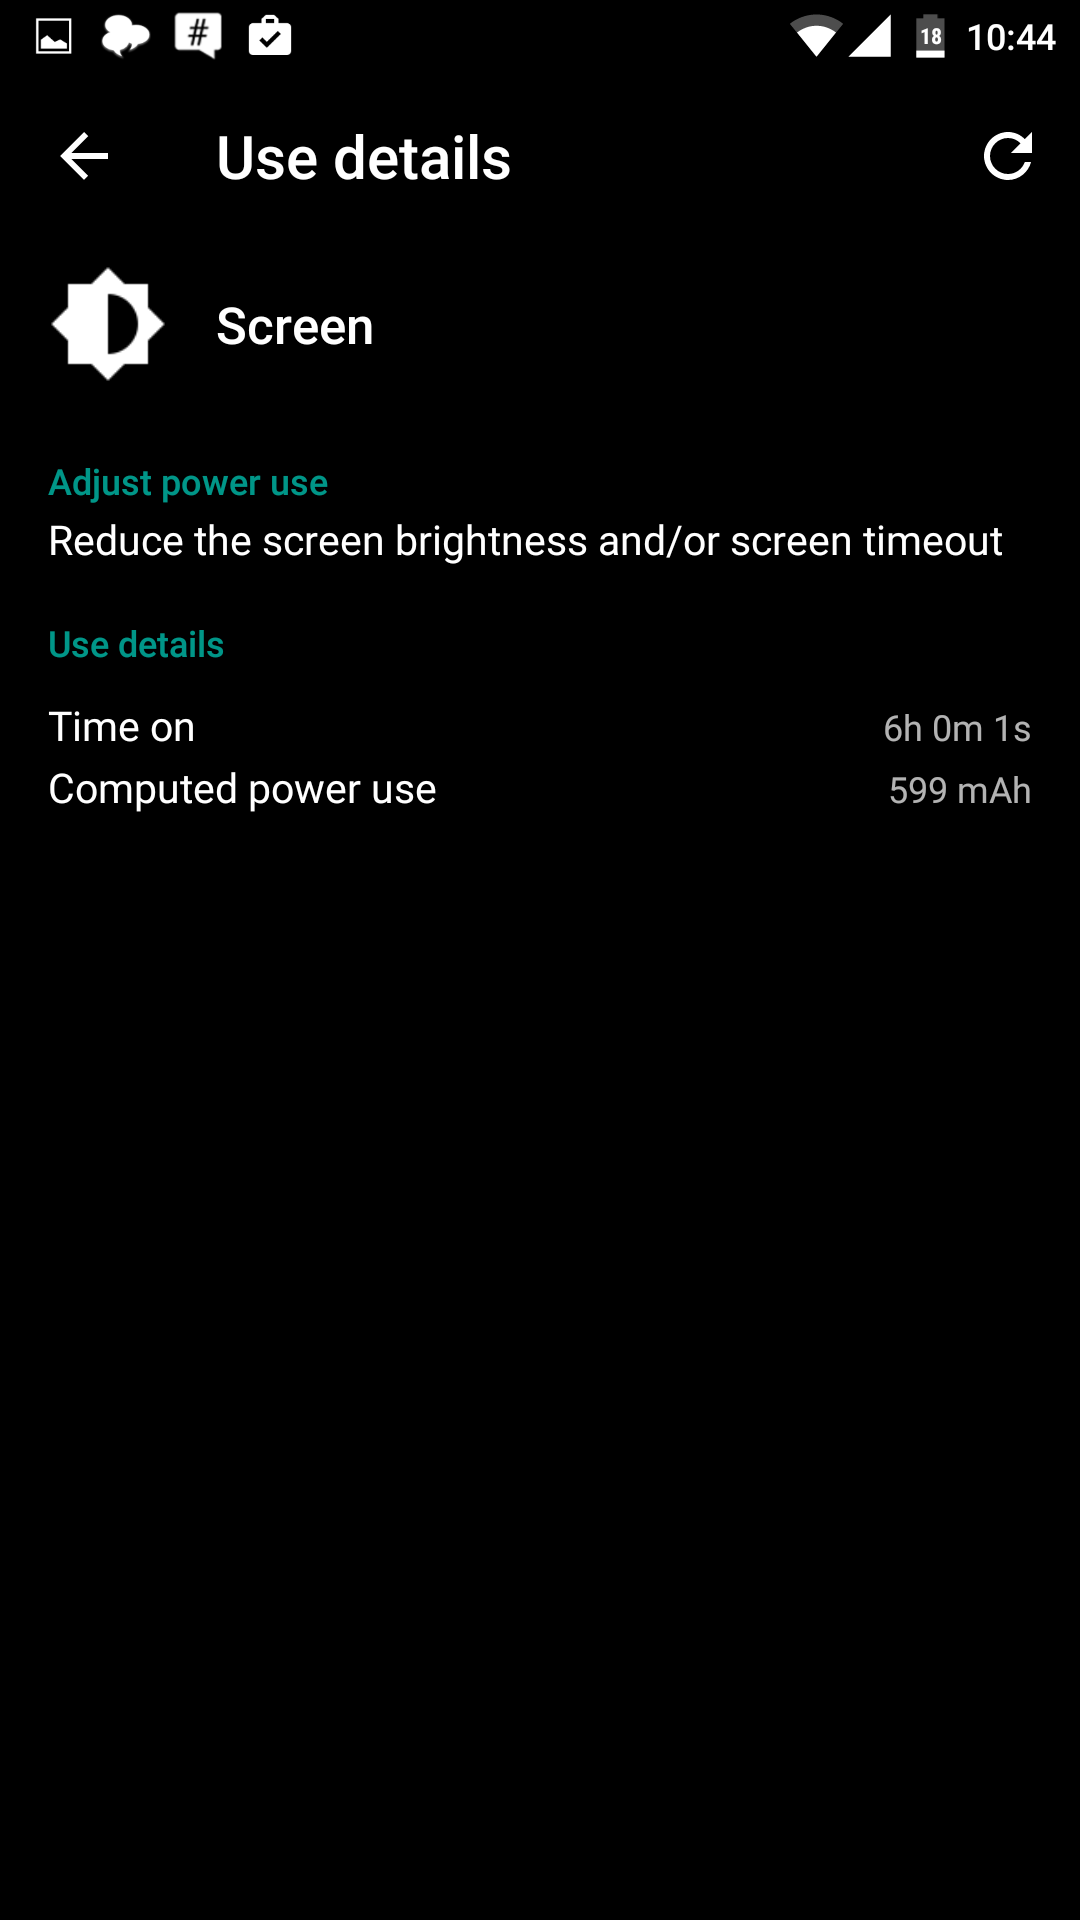 # 18 10:44
Use details
Screen
Adjust power use
Reduce the screen brightness and/or screen timeout
Use details
Time on 6h 0m 1s
Computed power use 599 mAh